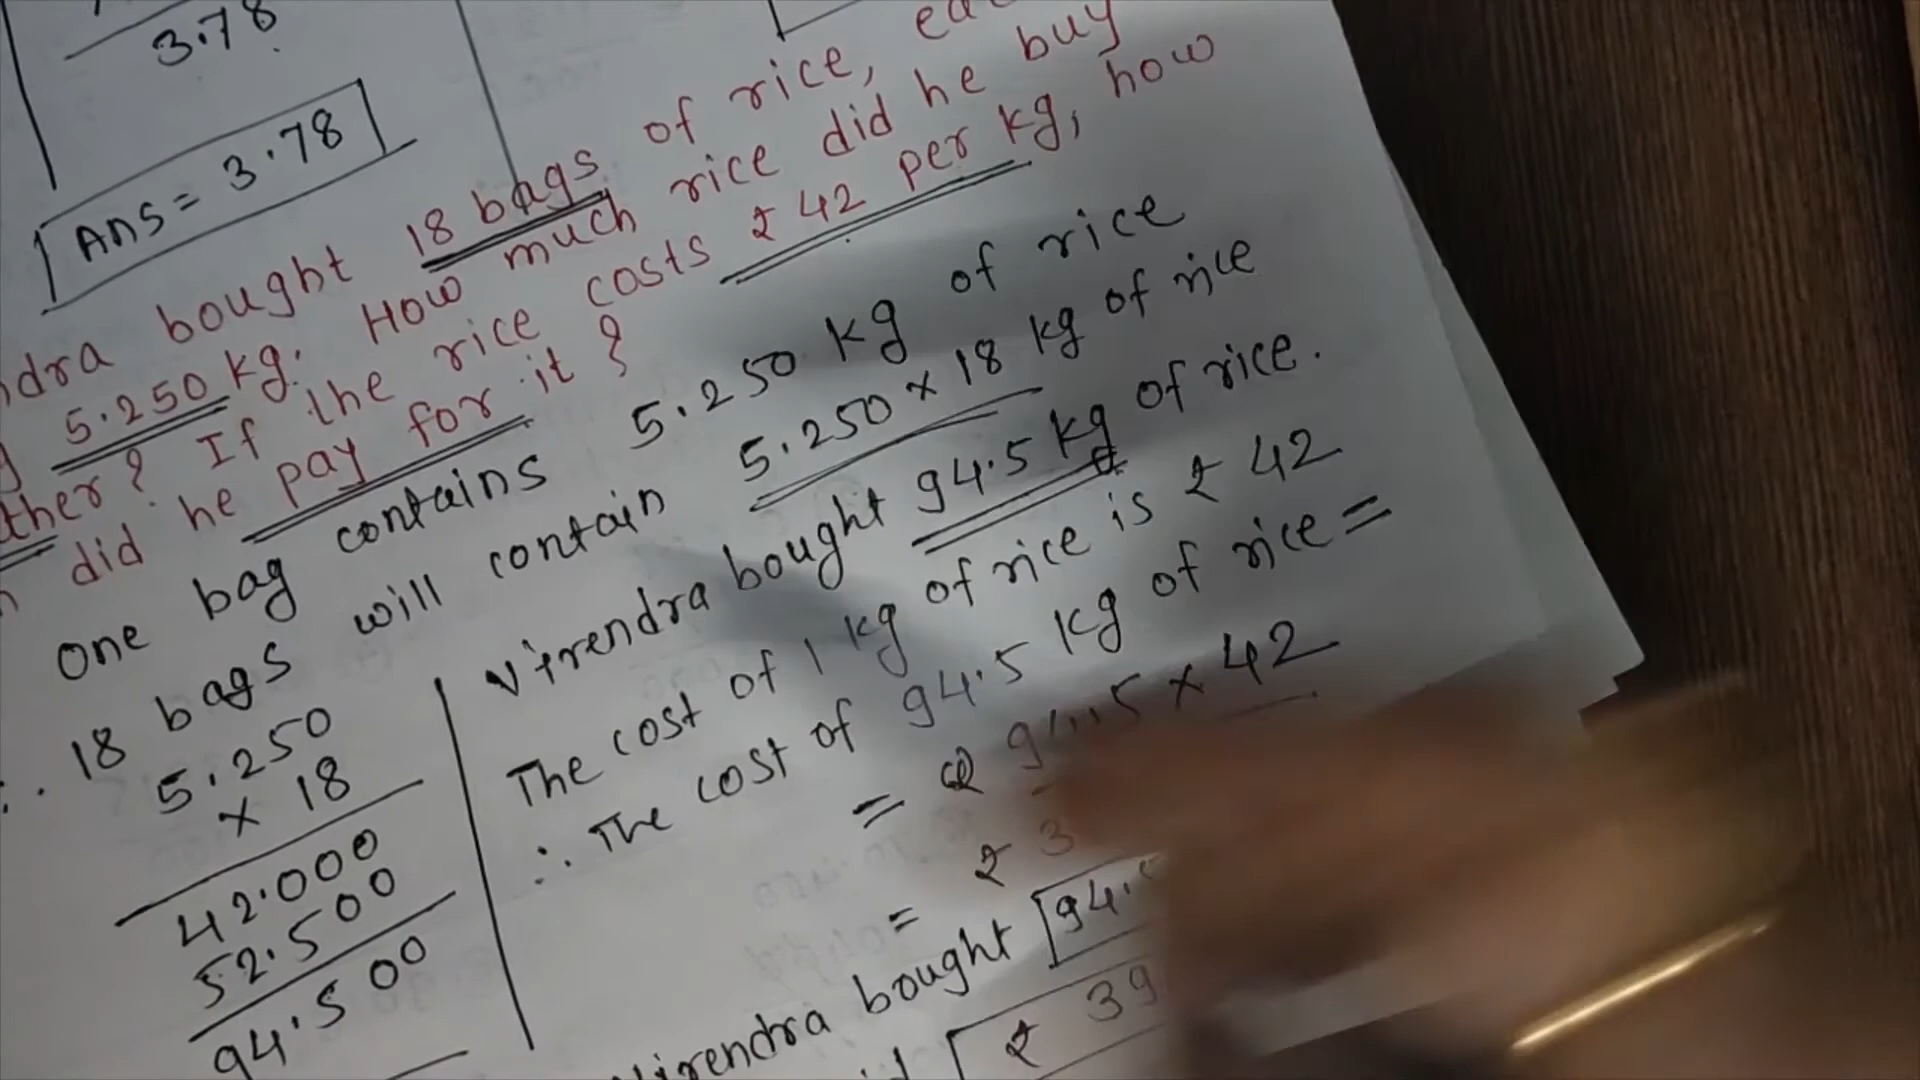 3.78
Ans = 3.78
bought 18 bags of rice,
5.250 kg. How much rice did he buy
If the rice costs ₹ 42 per kg, how
did he pay for it ?
One bag contains 5.250 kg of rice
∴ 18 bags will contain 5.250 × 18 kg of rice
Virendra bought 94.5 kg of rice.
The cost of 1 kg of rice is ₹ 42
∴ The cost of 94.5 kg of rice =
= ₹ 94.5 × 42
= ₹ 3
Virendra bought 94.
₹ 39
5.250
× 18
42.000
52.500
94.500